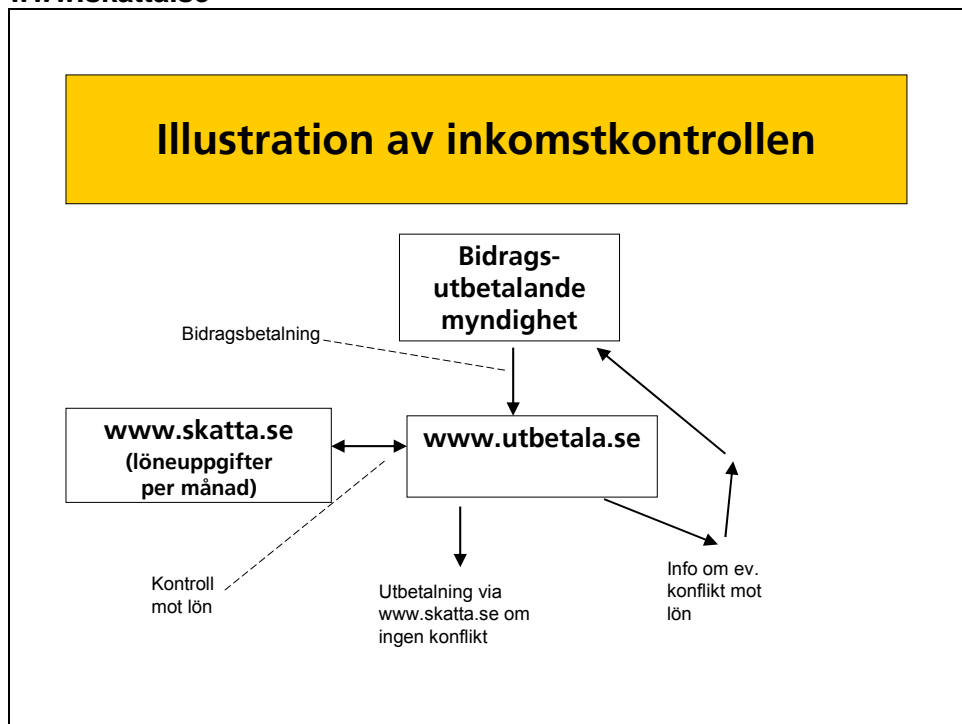 Illustration av inkomstkontrollen
Bidrags-
utbetalande
myndighet
Bidragsbetalning
www.skatta.se
(löneuppgifter
per månad)
www.utbetala.se
Kontroll
mot lön
Utbetalning via
www.skatta.se om
ingen konflikt
Info om ev.
konflikt mot
lön